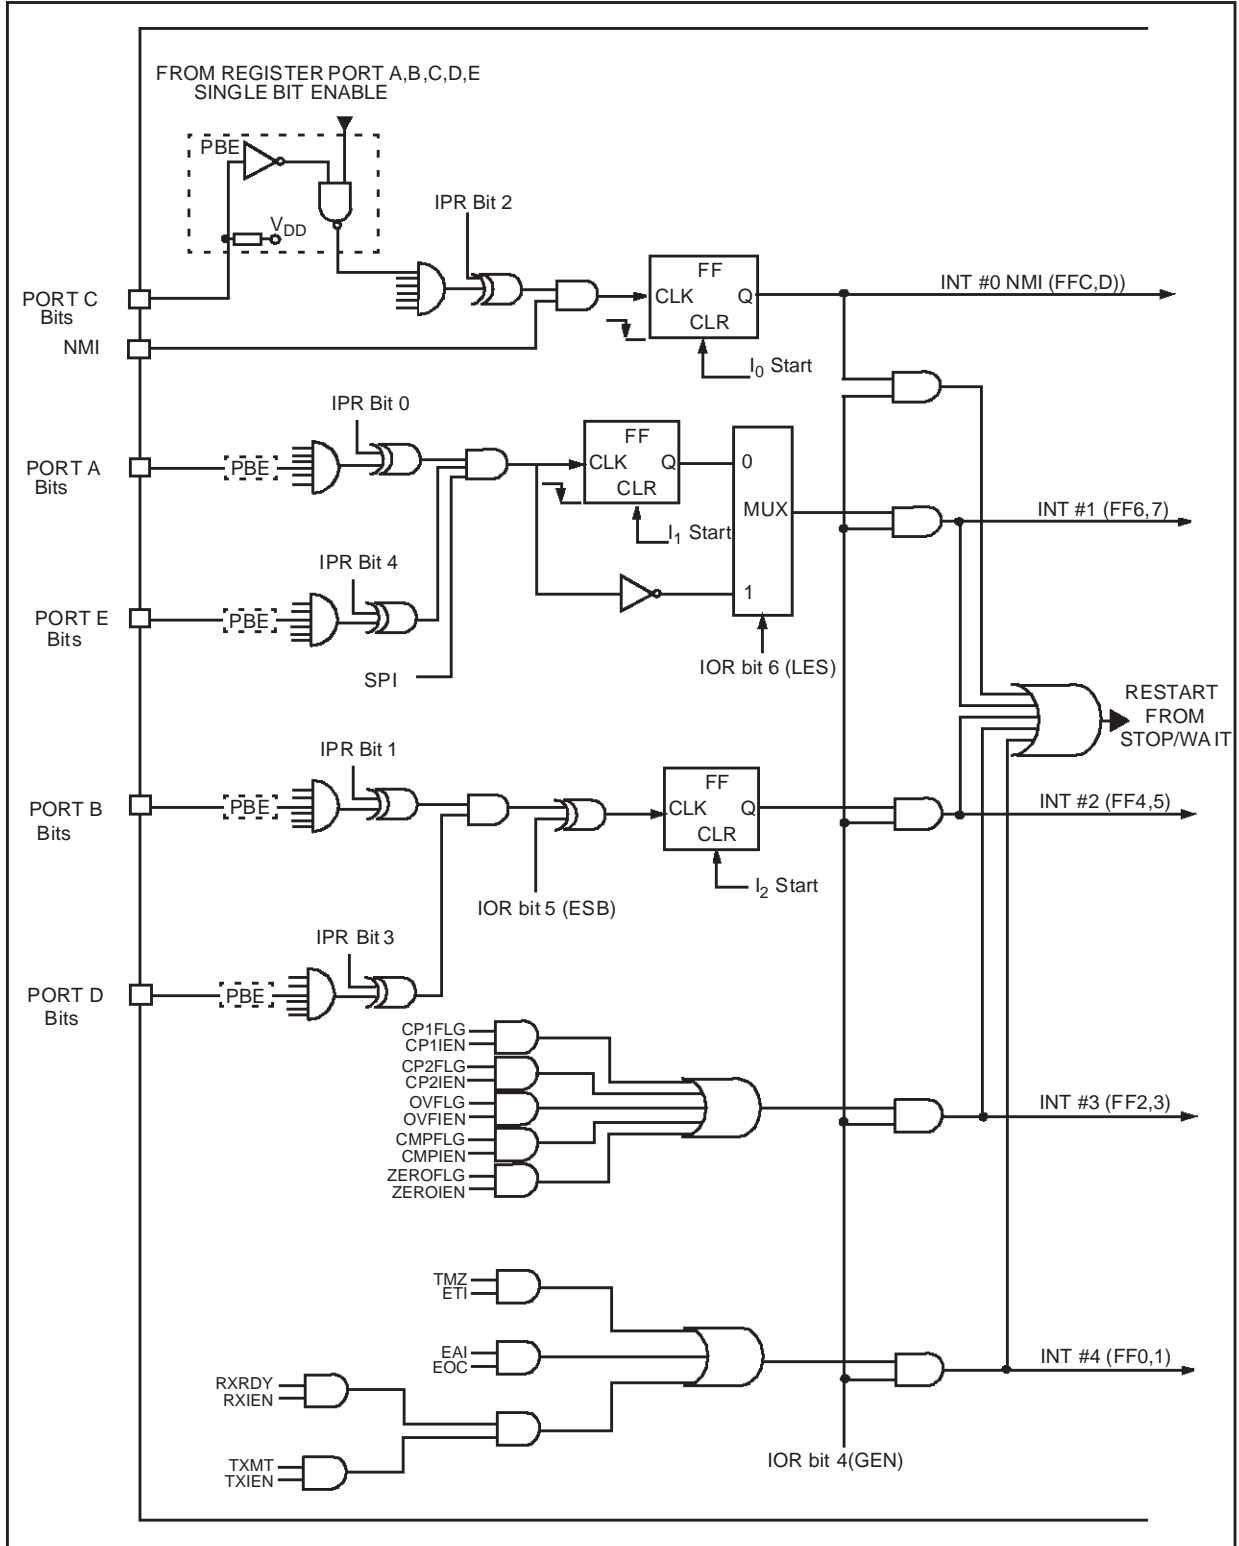 FROM REGISTER PORT A,B,C,D,E
SINGLE BIT ENABLE
PBE
VDD
IPR Bit 2
PORT C
Bits
NMI
FF
CLK Q
CLR
I0 Start
INT #0 NMI (FFC,D))
IPR Bit 0
PORT A
Bits
PBE
FF
CLK Q
CLR
I1 Start
0
MUX
1
INT #1 (FF6,7)
IPR Bit 4
PORT E
Bits
PBE
SPI
IOR bit 6 (LES)
RESTART
FROM
STOP/WAIT
IPR Bit 1
PORT B
Bits
PBE
FF
CLK Q
CLR
I2 Start
IOR bit 5 (ESB)
INT #2 (FF4,5)
IPR Bit 3
PORT D
Bits
PBE
CP1FLG
CP1IEN
CP2FLG
CP2IEN
OVFLG
OVFIEN
CMPFLG
CMPIEN
ZEROFLG
ZEROIEN
INT #3 (FF2,3)
TMZ
ETI
EAI
EOC
RXRDY
RXIEN
TXMT
TXIEN
INT #4 (FF0,1)
IOR bit 4(GEN)